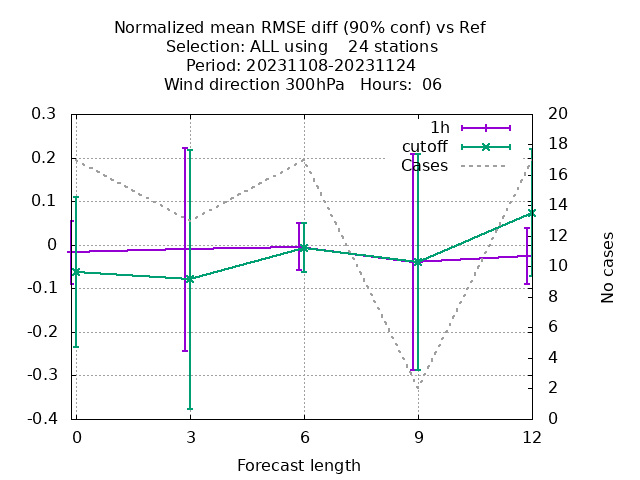 Normalized mean RMSE diff (90% conf) vs Ref
Selection: ALL using    24 stations
Period: 20231108-20231124
Wind direction 300hPa   Hours:  06
0.3
0.2
0.1
0
-0.1
-0.2
-0.3
-0.4
20
18
16
14
12
10
8
6
4
2
0
1h
cutoff
Cases
No cases
0 3 6 9 12
Forecast length